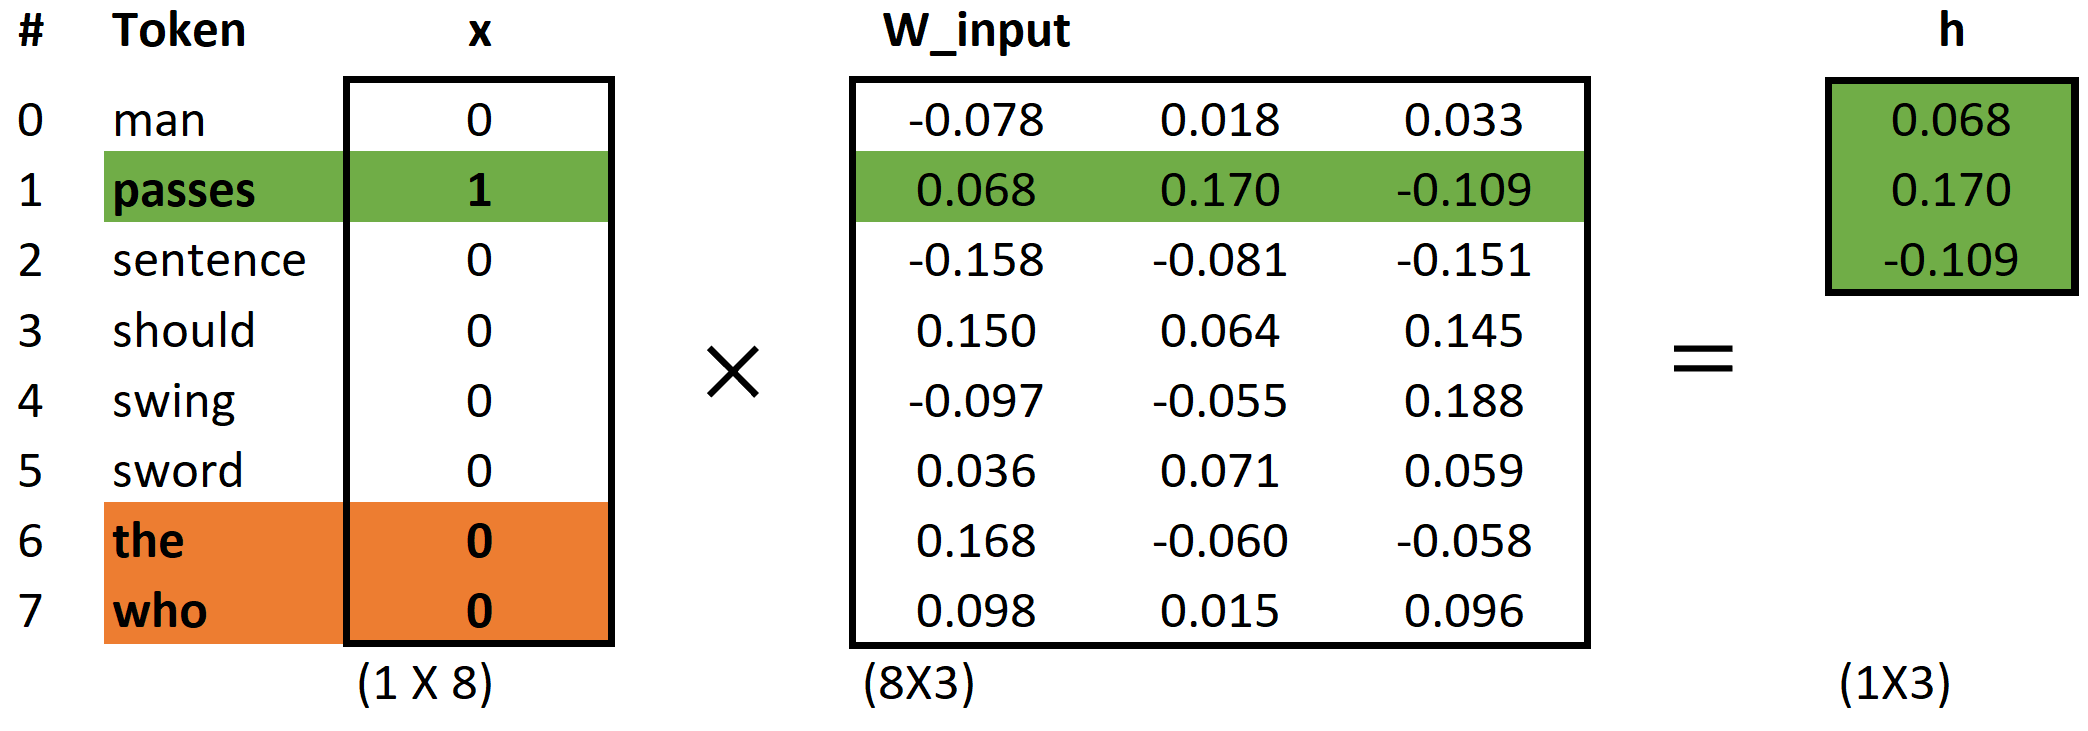 # Token x W_input h
0 man 0 -0.078 0.018 0.033 0.068
1 passes 1 0.068 0.170 -0.109 0.170
2 sentence 0 -0.158 -0.081 -0.151 -0.109
3 should 0 0.150 0.064 0.145
4 swing 0 × -0.097 -0.055 0.188 =
5 sword 0 0.036 0.071 0.059
6 the 0 0.168 -0.060 -0.058
7 who 0 0.098 0.015 0.096
(1 X 8) (8X3) (1X3)